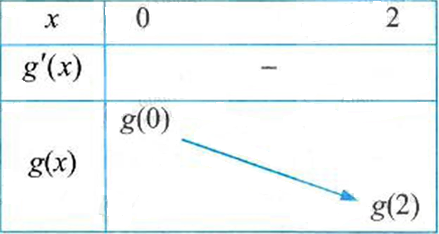 x 0 2
g′(x) –
g(0)
g(x)
g(2)